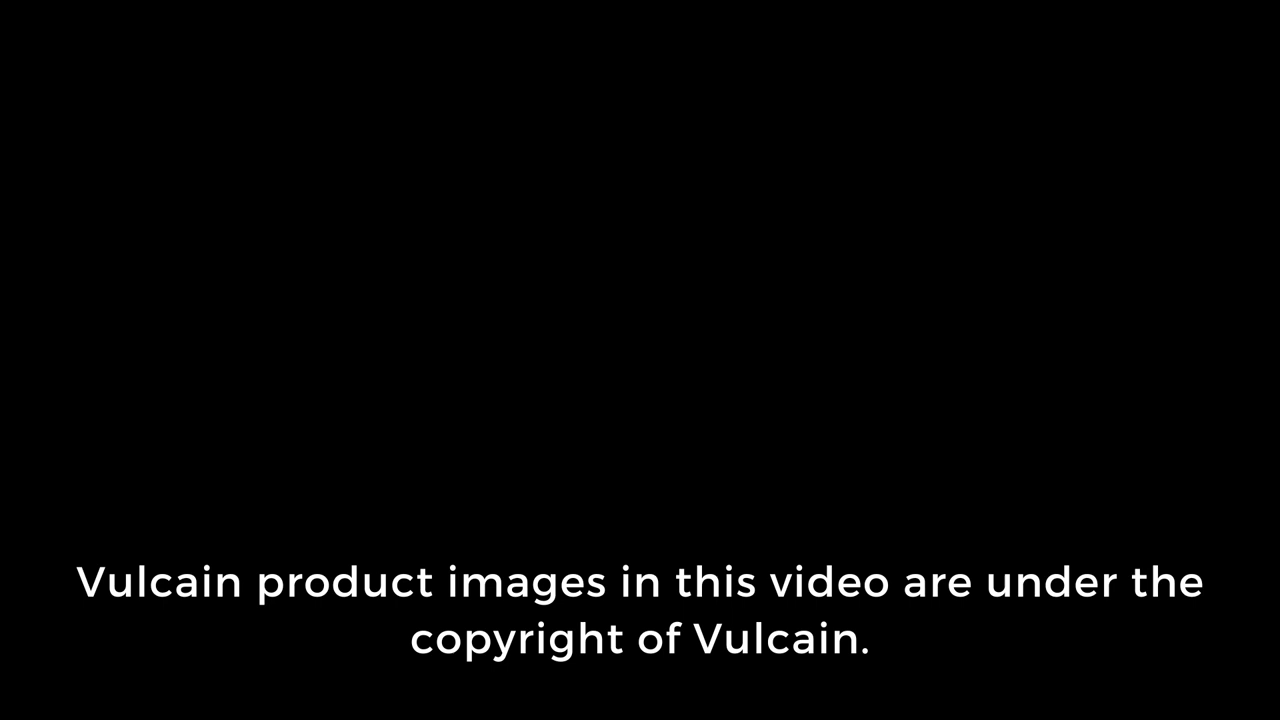 Vulcain product images in this video are under the
copyright of Vulcain.